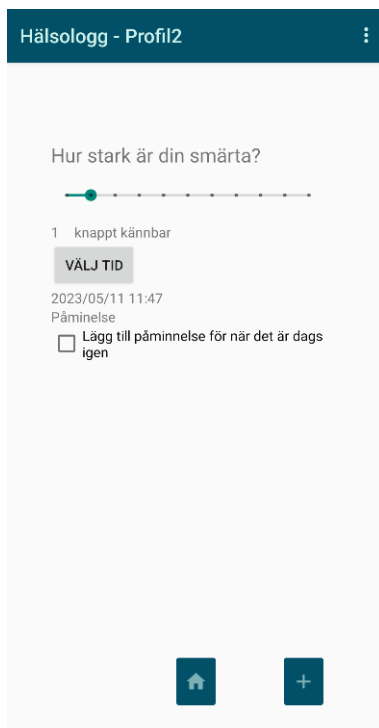 Hälsologg - Profil2
Hur stark är din smärta?
1 knappt kännbar
VÄLJ TID
2023/05/11 11:47
Påminelse
Lägg till påminnelse för när det är dags
igen